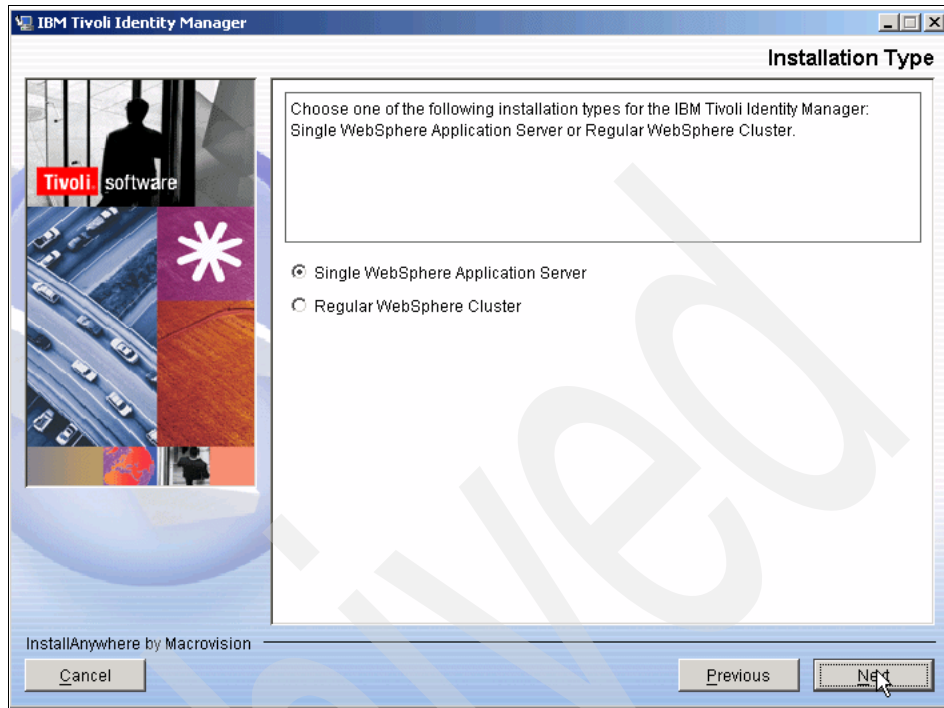 IBM Tivoli Identity Manager
Installation Type
Choose one of the following installation types for the IBM Tivoli Identity Manager:
Single WebSphere Application Server or Regular WebSphere Cluster.
Tivoli software
Single WebSphere Application Server
Regular WebSphere Cluster
InstallAnywhere by Macrovision
Cancel
Previous
Next